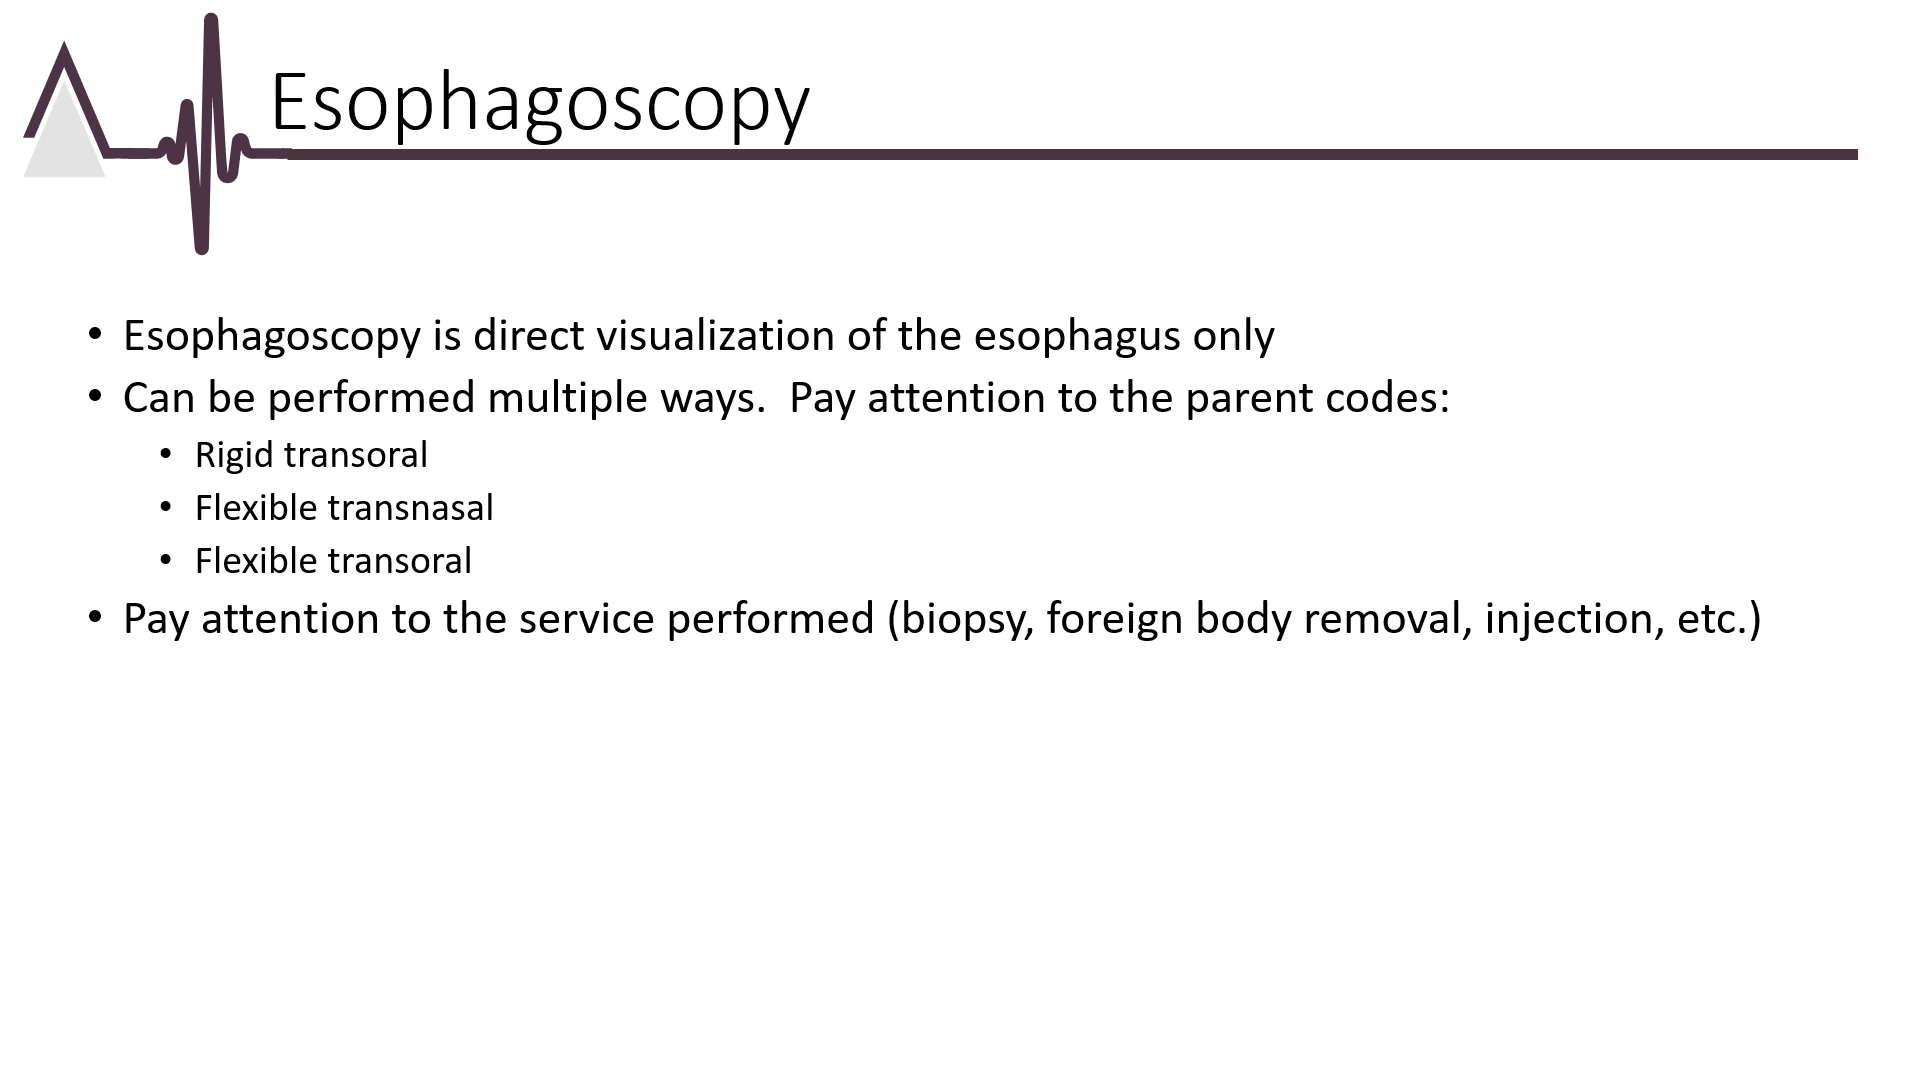 Esophagoscopy
• Esophagoscopy is direct visualization of the esophagus only
• Can be performed multiple ways.  Pay attention to the parent codes:
• Rigid transoral
• Flexible transnasal
• Flexible transoral
• Pay attention to the service performed (biopsy, foreign body removal, injection, etc.)